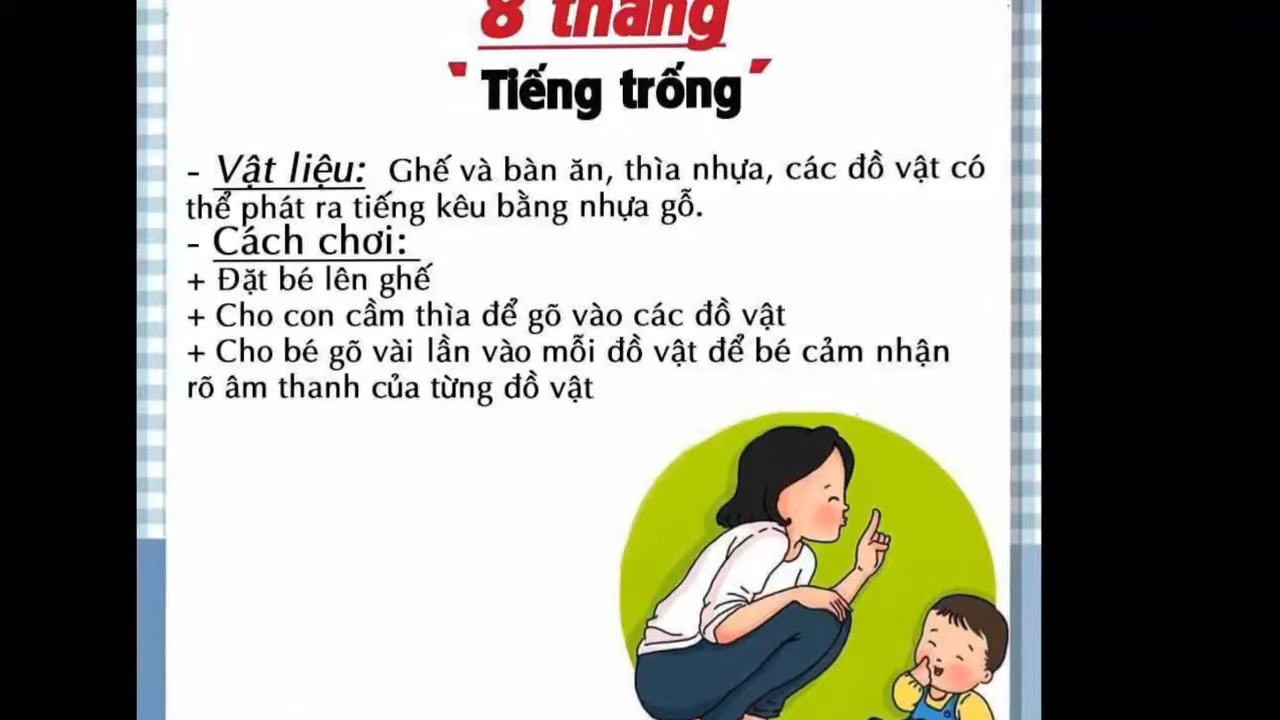 8 tháng
" Tiếng trống "
- Vật liệu: Ghế và bàn ăn, thìa nhựa, các đồ vật có
thể phát ra tiếng kêu bằng nhựa gỗ.
- Cách chơi:
+ Đặt bé lên ghế
+ Cho con cầm thìa để gõ vào các đồ vật
+ Cho bé gõ vài lần vào mỗi đồ vật để bé cảm nhận
rõ âm thanh của từng đồ vật